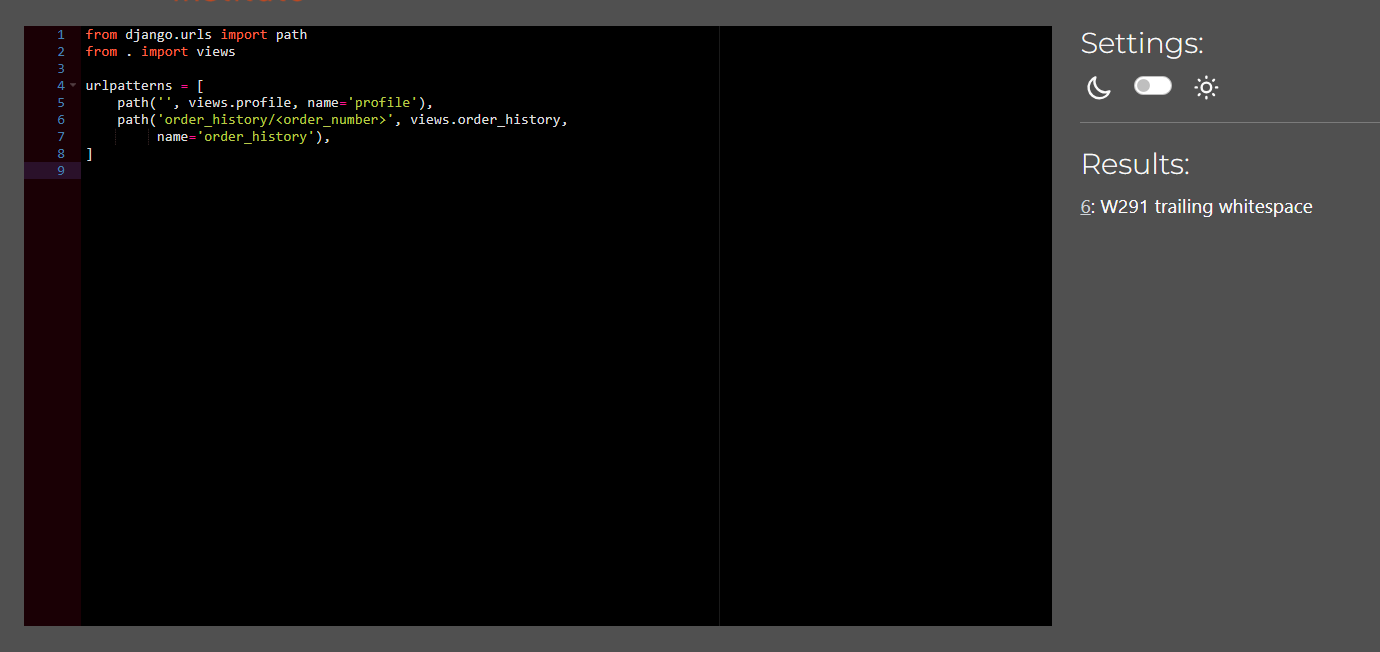 1 from django.urls import path
2 from . import views
3
4 urlpatterns = [
5     path('', views.profile, name='profile'),
6     path('order_history/<order_number>', views.order_history,
7          name='order_history'),
8 ]
9
Settings:
Results:
6: W291 trailing whitespace